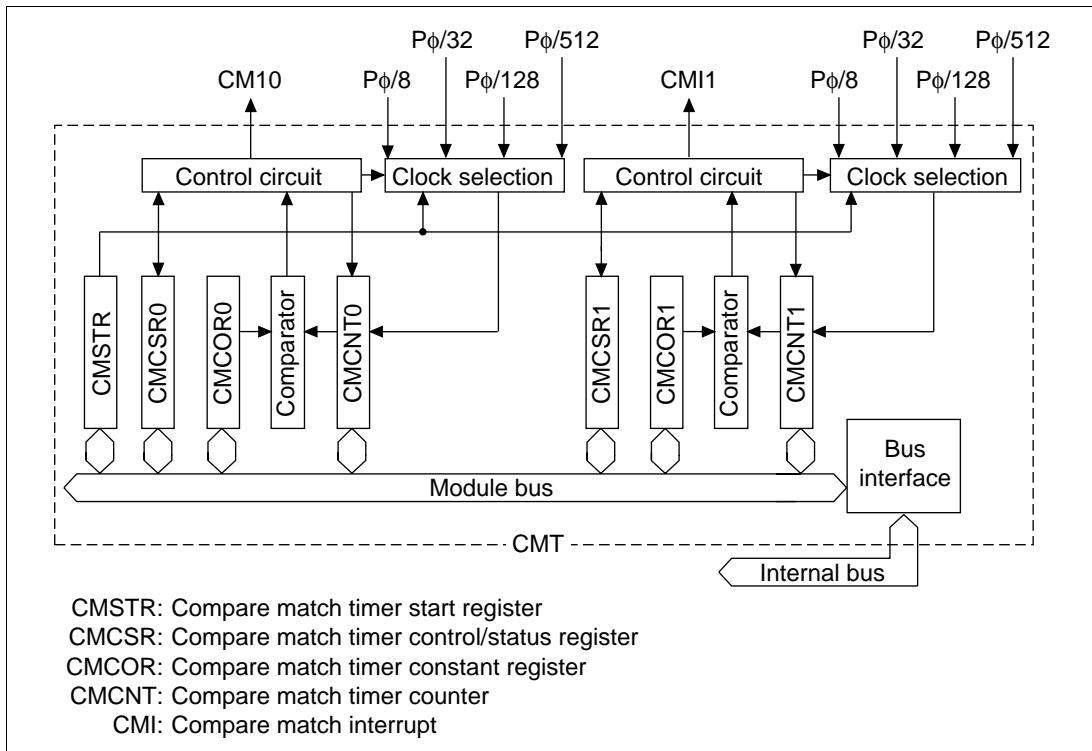 Pϕ/32 Pϕ/512 Pϕ/32 Pϕ/512
CM10 Pϕ/8 Pϕ/128 CMI1 Pϕ/8 Pϕ/128
Control circuit Clock selection Control circuit Clock selection
CMSTR CMCSR0 CMCOR0 Comparator CMCNT0 CMCSR1 CMCOR1 Comparator CMCNT1
Bus
interface
Module bus
CMT
Internal bus
CMSTR: Compare match timer start register
CMCSR: Compare match timer control/status register
CMCOR: Compare match timer constant register
CMCNT: Compare match timer counter
CMI: Compare match interrupt